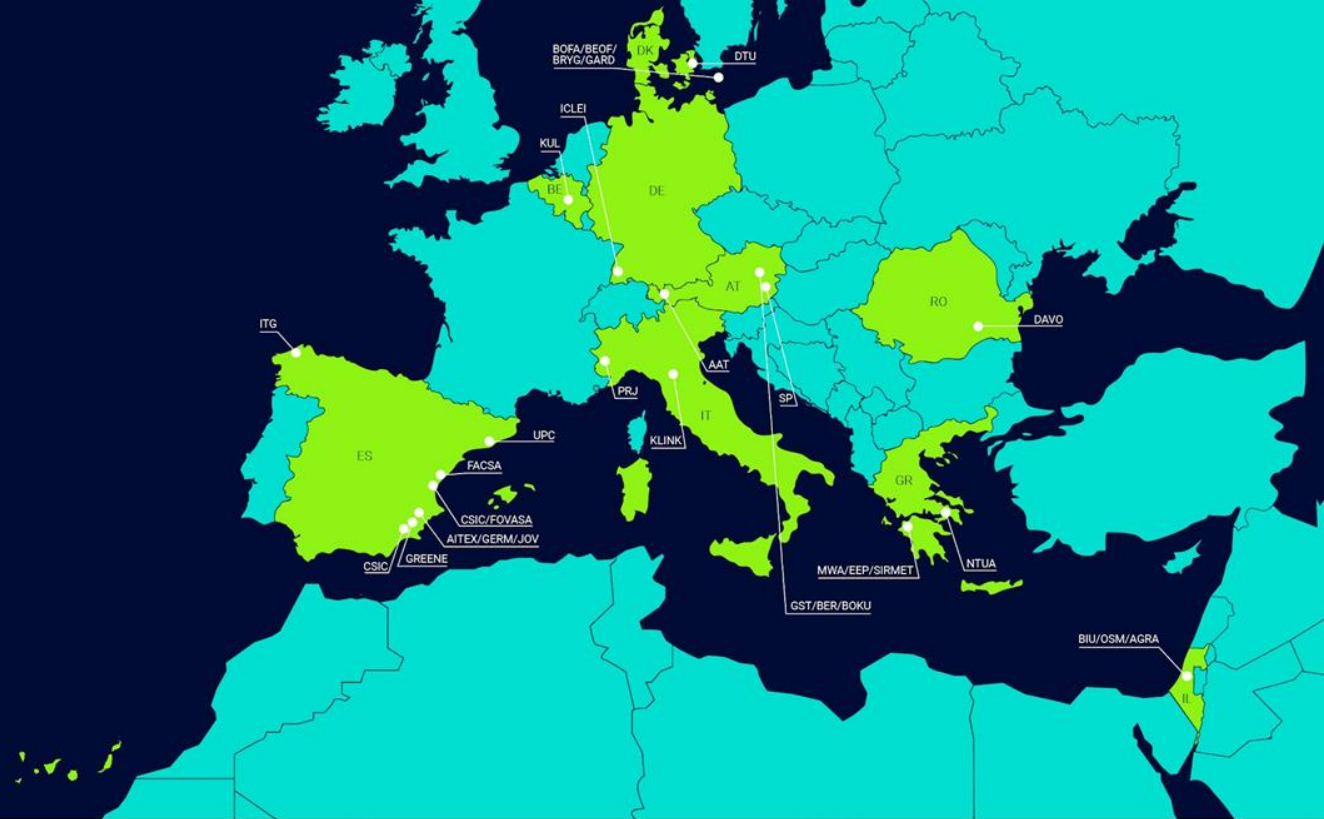 BOFA/BEOF/
BRYG/GARD
DK
DTU
ICLEI
KUL
BE
DE
AT
RO
ITG
DAVO
AAT
PRJ
SP
IT
KLINK
UPC
ES
FACSA
GR
CSIC/FOVASA
AITEX/GERM/JOV
GREENE
CSIC
MWA/EEP/SIRMET
NTUA
GST/BER/BOKU
BIU/OSM/AGRA
IL